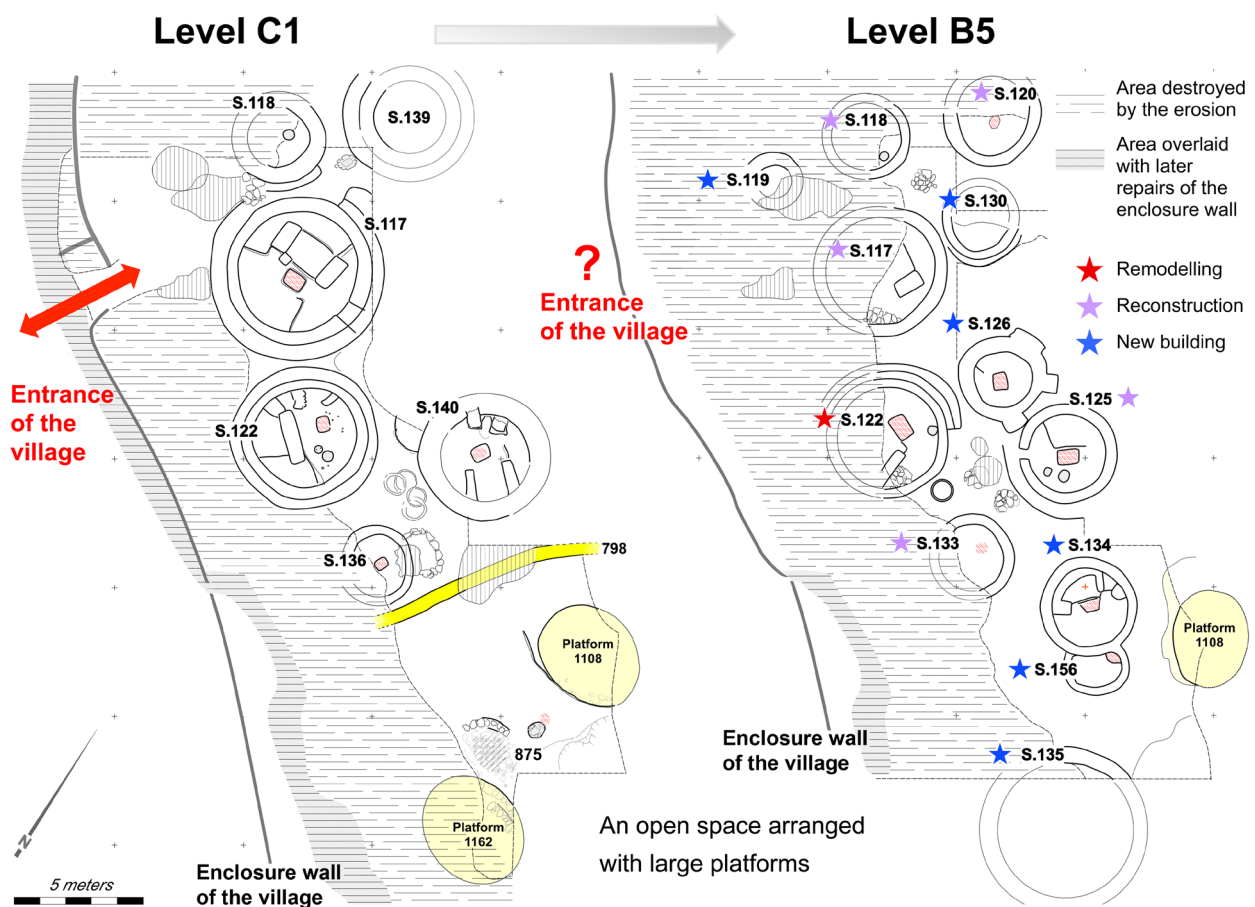 Level C1
Level B5
S.118
S.139
S.117
S.122
S.140
S.136
798
Platform
1108
875
Platform
1162
Entrance
of the
village
Enclosure wall
of the village
N
5 meters
S.120
S.118
S.119
S.130
S.117
?
Entrance
of the village
S.126
S.125
S.122
S.133
S.134
Platform
1108
S.156
Enclosure wall
of the village
S.135
An open space arranged
with large platforms
Area destroyed
by the erosion
Area overlaid
with later
repairs of the
enclosure wall
Remodelling
Reconstruction
New building